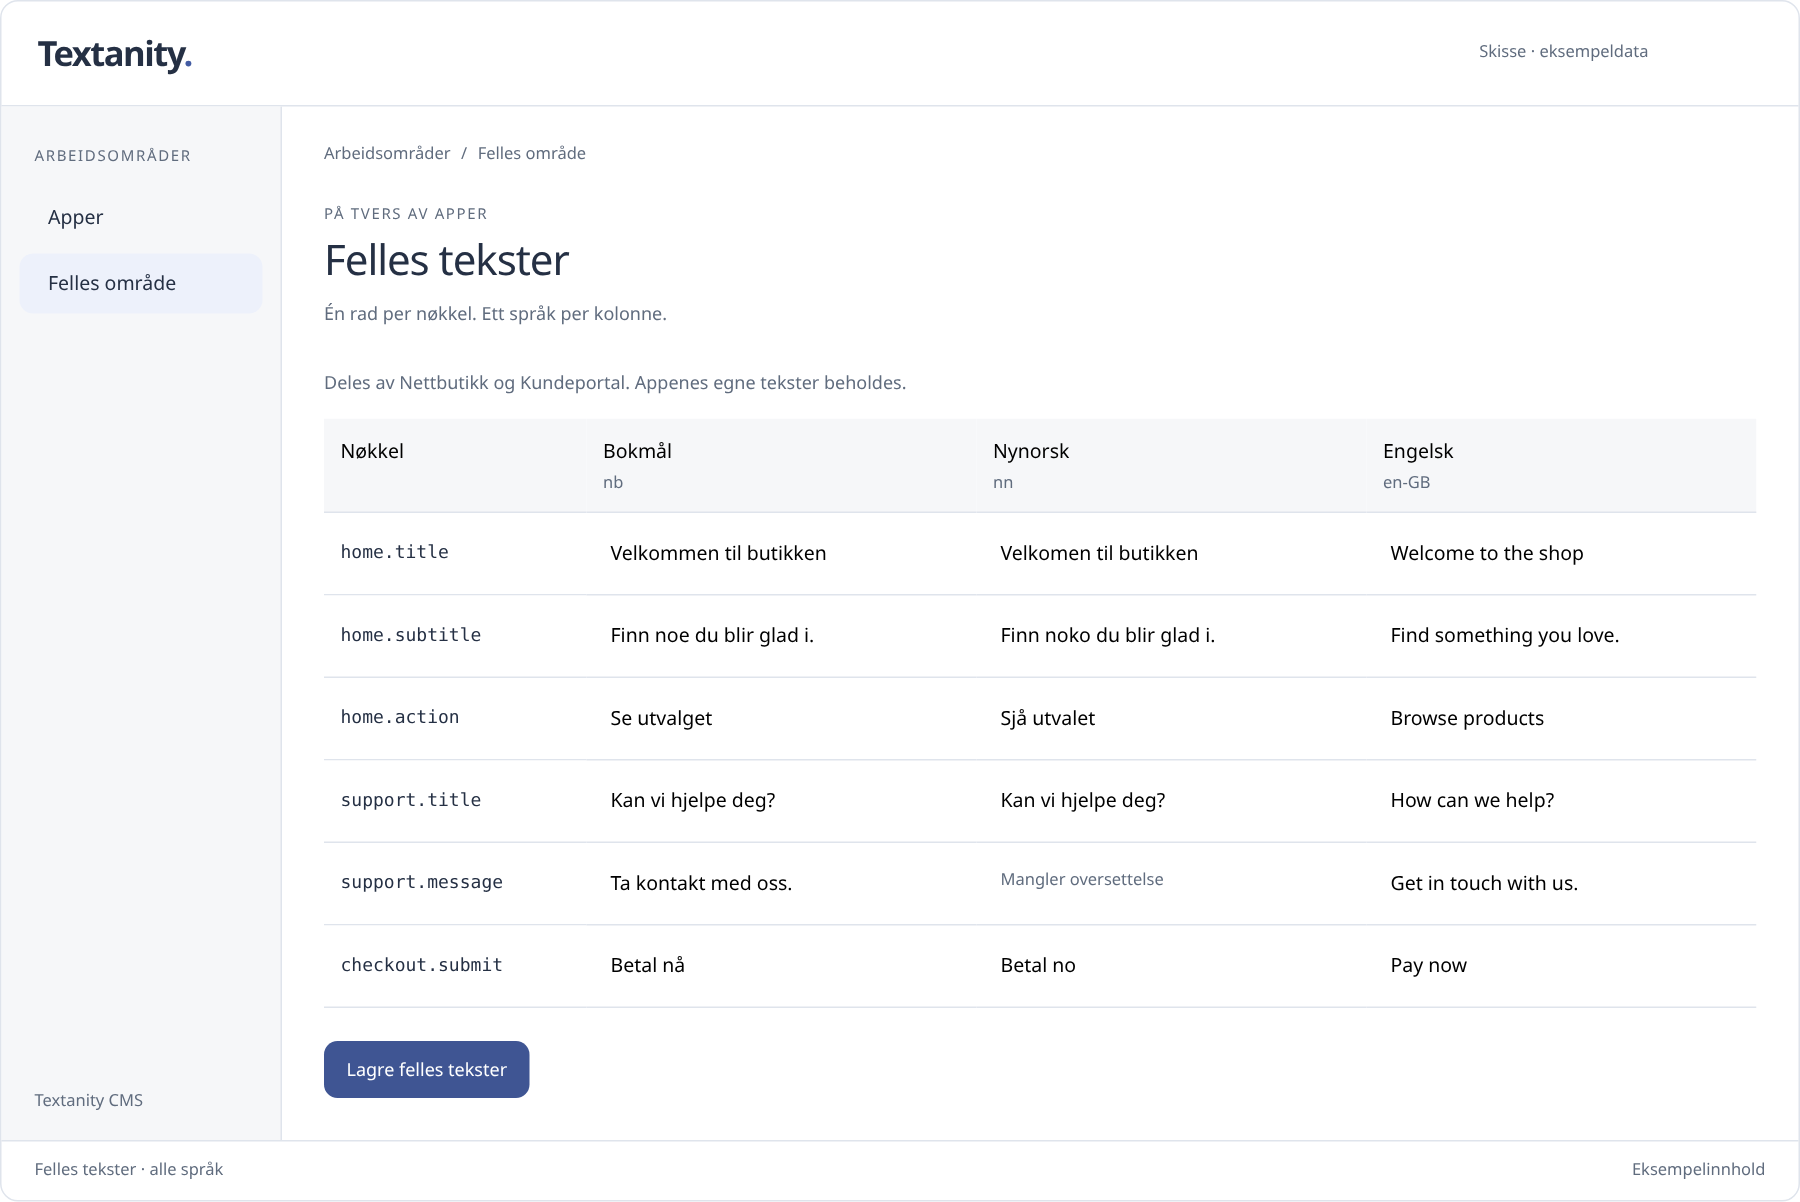 Textanity.
Skisse · eksempeldata
ARBEIDSOMRÅDER
Apper
Felles område
Textanity CMS
Arbeidsområder / Felles område
PÅ TVERS AV APPER
Felles tekster
Én rad per nøkkel. Ett språk per kolonne.
Deles av Nettbutikk og Kundeportal. Appenes egne tekster beholdes.
Nøkkel Bokmål Nynorsk Engelsk
nb nn en-GB
home.title Velkommen til butikken Velkomen til butikken Welcome to the shop
home.subtitle Finn noe du blir glad i. Finn noko du blir glad i. Find something you love.
home.action Se utvalget Sjå utvalet Browse products
support.title Kan vi hjelpe deg? Kan vi hjelpe deg? How can we help?
support.message Ta kontakt med oss. Mangler oversettelse Get in touch with us.
checkout.submit Betal nå Betal no Pay now
Lagre felles tekster
Felles tekster · alle språk
Eksempelinnhold